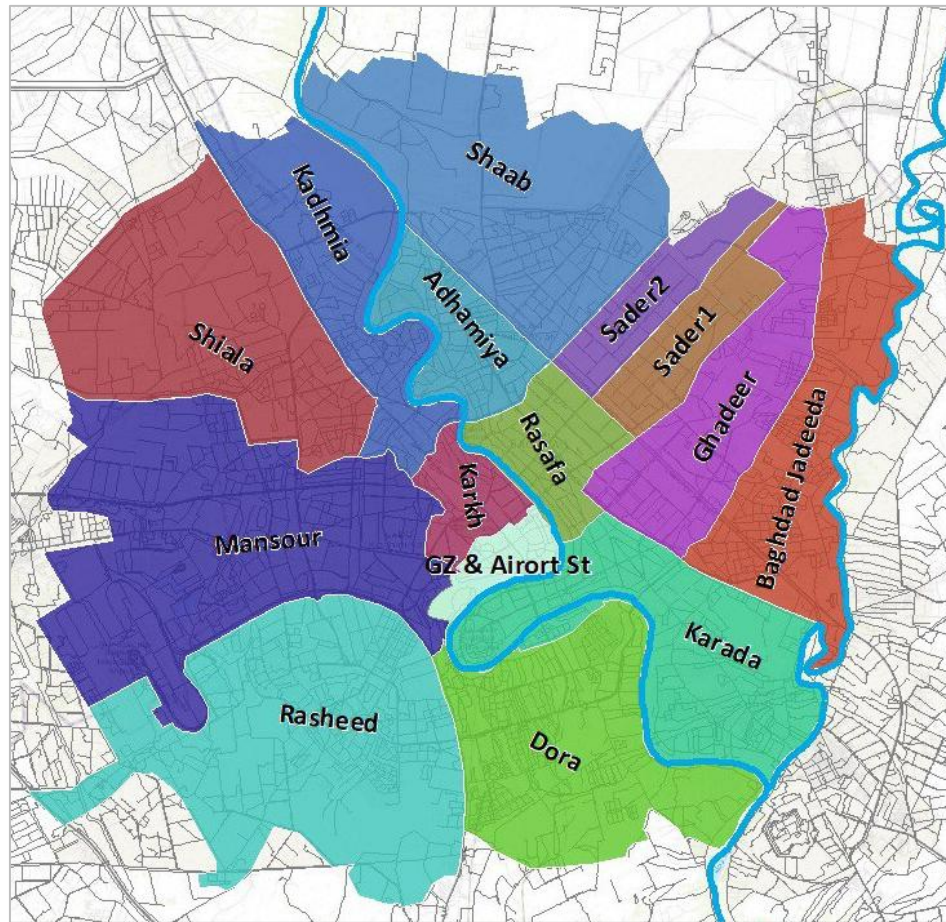 Shaab
Kadhmia
Adhamiya
Sader2
Shiala
Sader1
Ghadeer
Rasafa
Baghdad Jadeeda
Karkh
Mansour
GZ & Airort St
Karada
Rasheed
Dora